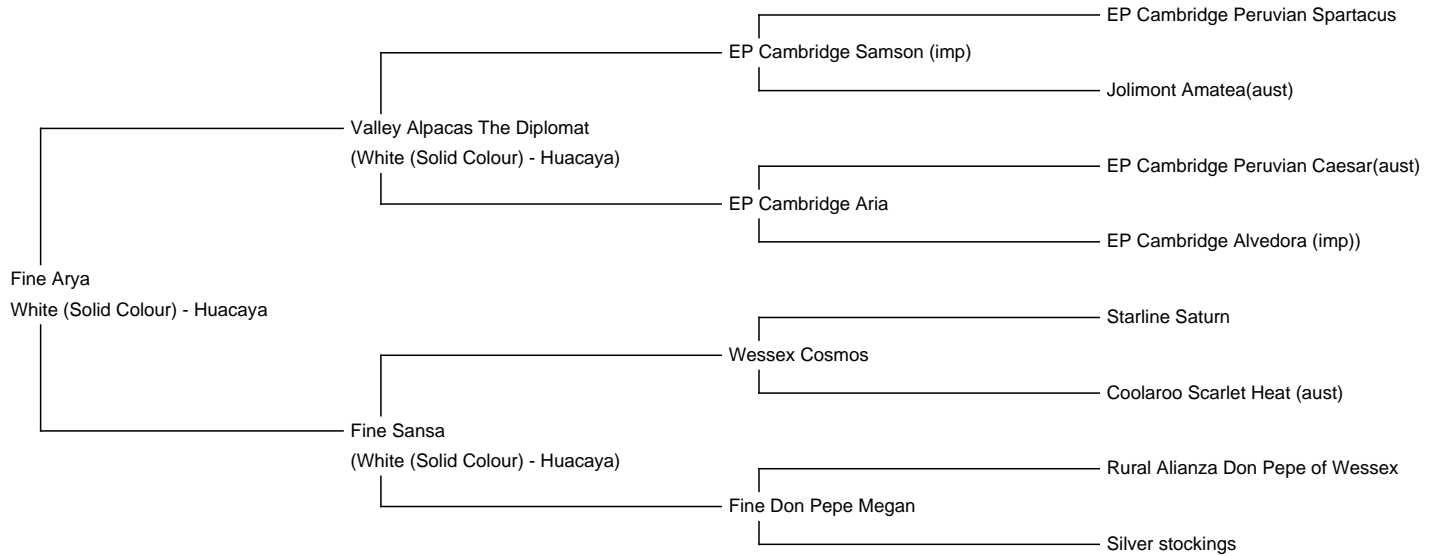 EP Cambridge Peruvian Spartacus
EP Cambridge Samson (imp)
Jolimont Amatea(aust)
Valley Alpacas The Diplomat
(White (Solid Colour) - Huacaya)
EP Cambridge Peruvian Caesar(aust)
EP Cambridge Aria
EP Cambridge Alvedora (imp))
Fine Arya
White (Solid Colour) - Huacaya
Starline Saturn
Wessex Cosmos
Coolaroo Scarlet Heat (aust)
Fine Sansa
(White (Solid Colour) - Huacaya)
Rural Alianza Don Pepe of Wessex
Fine Don Pepe Megan
Silver stockings